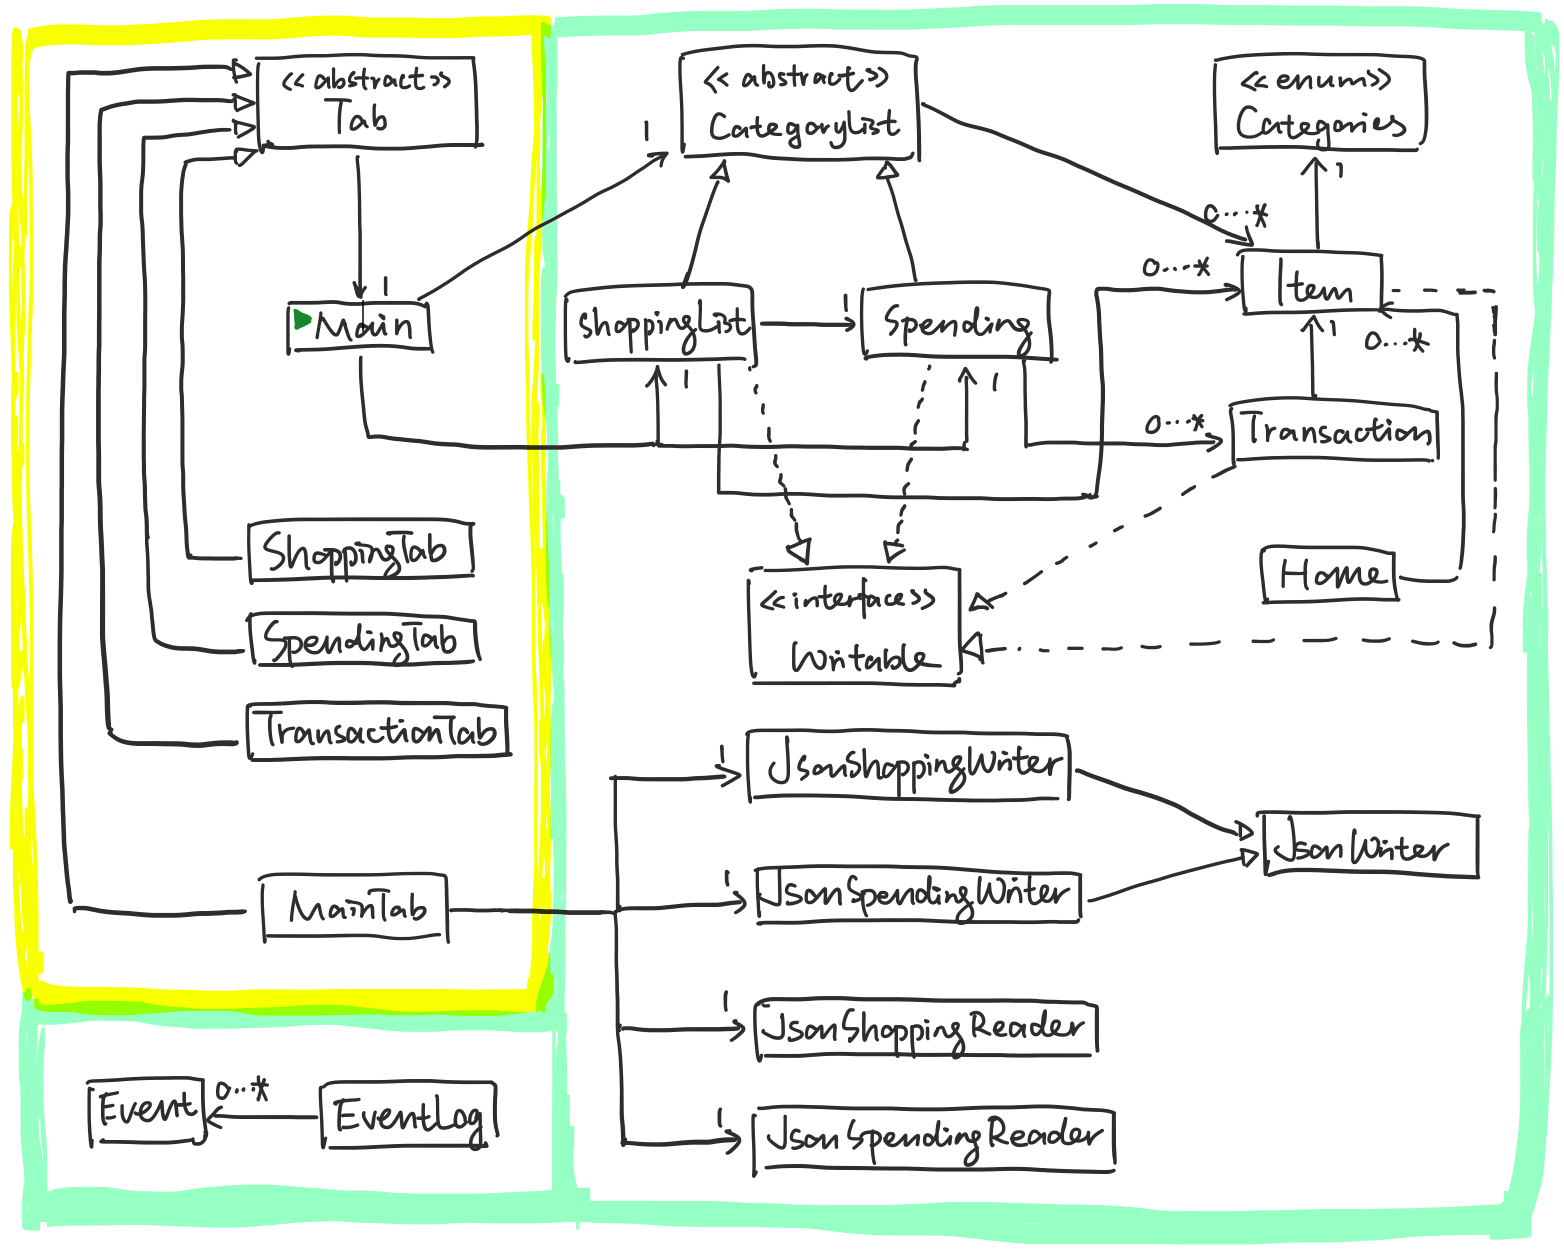 <<abstract>>
Tab
1
▶Main
ShoppingTab
SpendingTab
TransactionTab
MainTab
<<abstract>>
CategoryList
1
ShoppingList
1
Spending
1
1
<<enum>>
Categories
1
0...*
0...*
Item
1
0...*
0...*
Transaction
Home
<<interface>>
Writable
1
JsonShoppingWriter
1
JsonSpendingWriter
JsonWriter
1
JsonShoppingReader
1
JsonSpendingReader
Event
0...*
EventLog